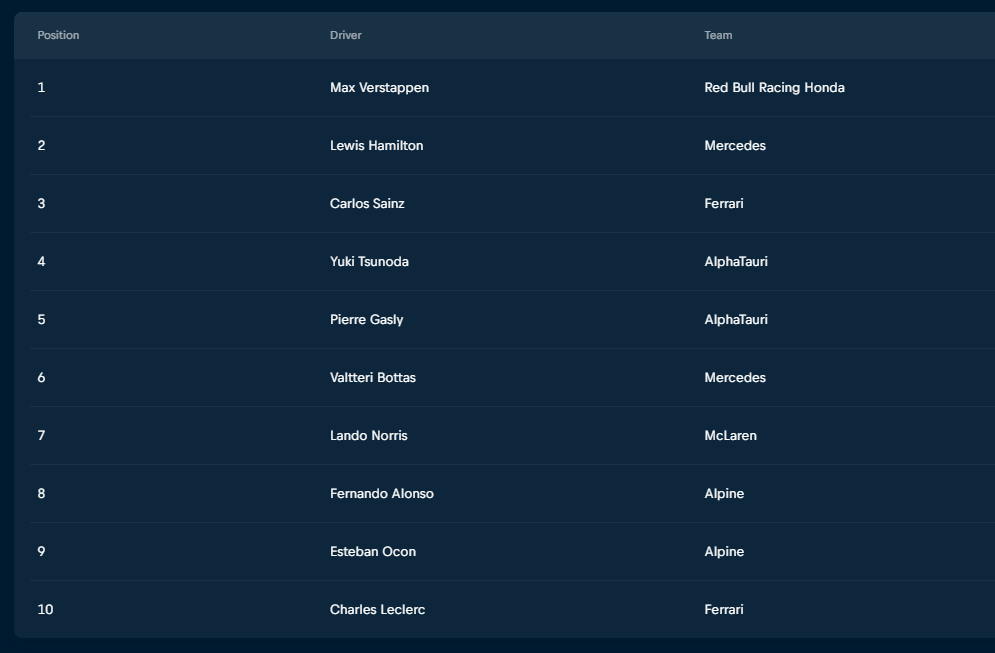 Position Driver Team
1 Max Verstappen Red Bull Racing Honda
2 Lewis Hamilton Mercedes
3 Carlos Sainz Ferrari
4 Yuki Tsunoda AlphaTauri
5 Pierre Gasly AlphaTauri
6 Valtteri Bottas Mercedes
7 Lando Norris McLaren
8 Fernando Alonso Alpine
9 Esteban Ocon Alpine
10 Charles Leclerc Ferrari